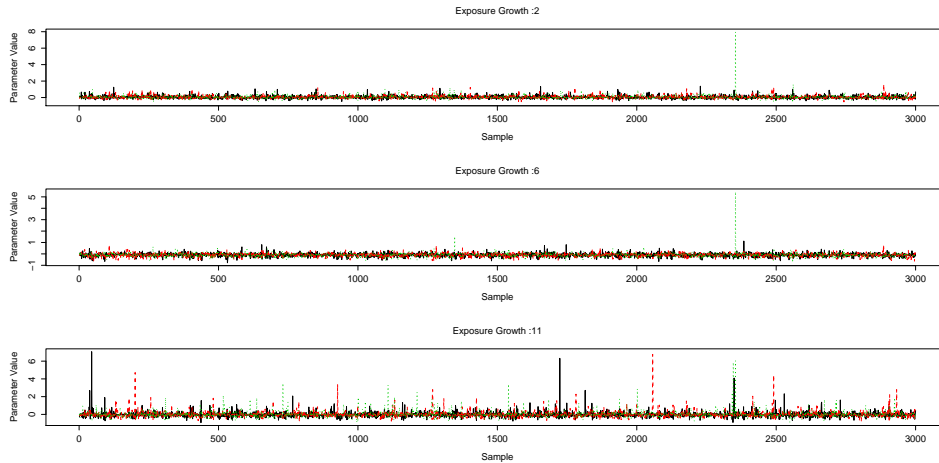 Exposure Growth :2
Parameter Value
8
6
4
2
0
0 500 1000 1500 2000 2500 3000
Sample
Exposure Growth :6
Parameter Value
5
3
1
−1
0 500 1000 1500 2000 2500 3000
Sample
Exposure Growth :11
Parameter Value
6
4
2
0
0 500 1000 1500 2000 2500 3000
Sample